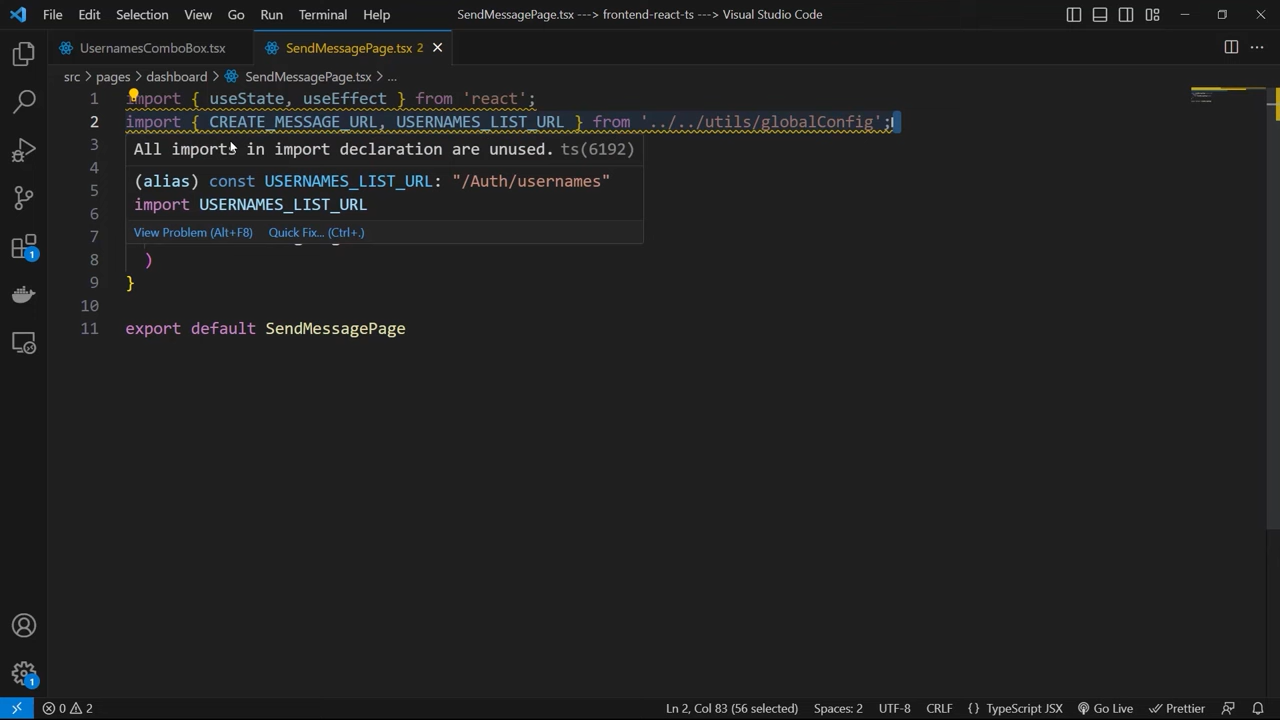 File Edit Selection View Go Run Terminal Help SendMessagePage.tsx ---> frontend-react-ts ---> Visual Studio Code
UsernamesComboBox.tsx SendMessagePage.tsx 2
src > pages > dashboard > SendMessagePage.tsx > ...
1 import { useState, useEffect } from 'react';
2 import { CREATE_MESSAGE_URL, USERNAMES_LIST_URL } from '../../utils/globalConfig';
3
All imports in import declaration are unused. ts(6192)
4
5 (alias) const USERNAMES_LIST_URL: "/Auth/usernames"
6 import USERNAMES_LIST_URL
7 View Problem (Alt+F8) Quick Fix... (Ctrl+.)
8 )
9 }
10
11 export default SendMessagePage
1
1
0 2 Ln 2, Col 83 (56 selected) Spaces: 2 UTF-8 CRLF {} TypeScript JSX Go Live Prettier